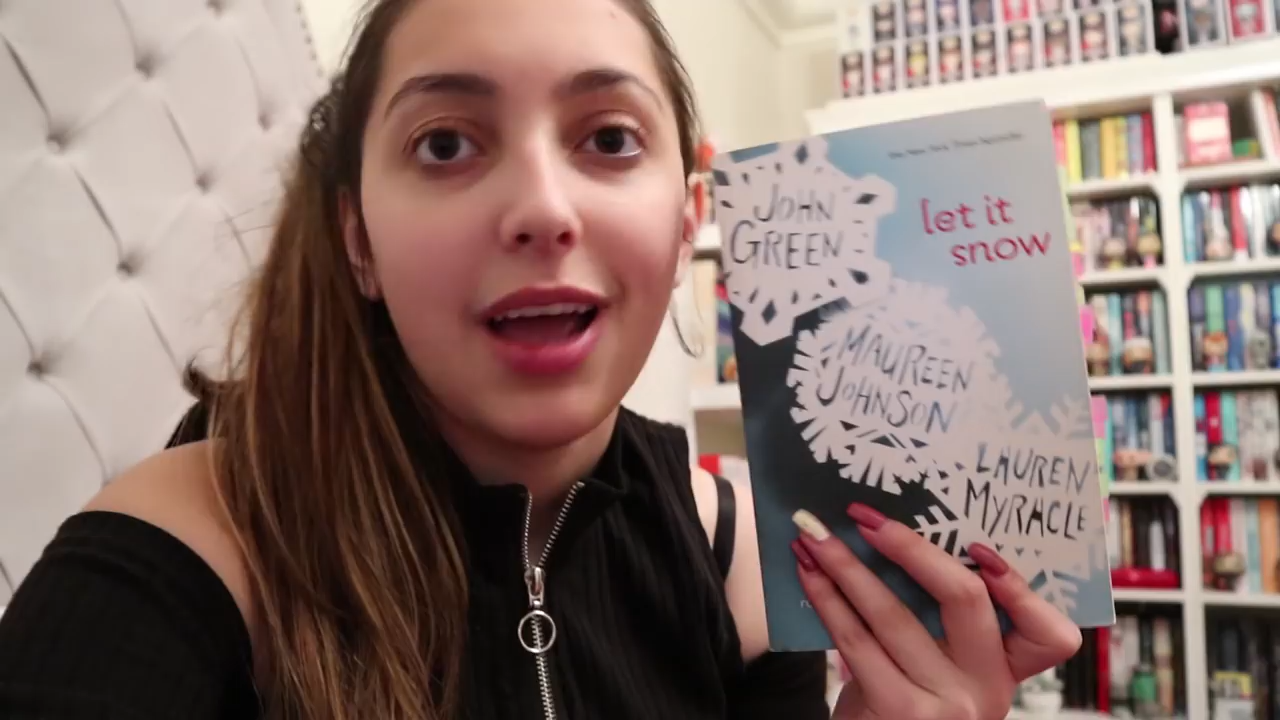 JOHN
GREEN
let it
snow
MAUREEN
JOHNSON
LAUREN
MYRACLE